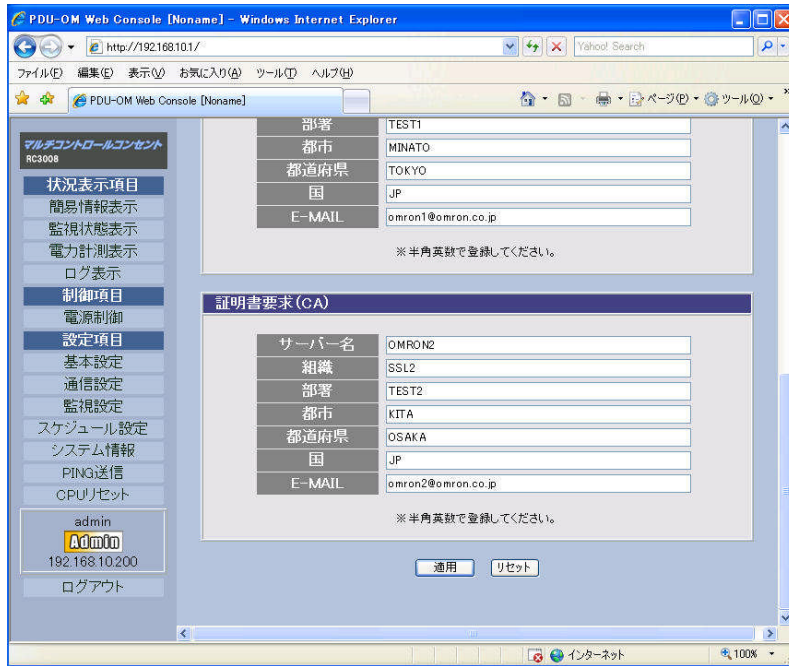 PDU-OM Web Console [Noname] - Windows Internet Explorer
http://192.168.10.1/
Yahoo! Search
ファイル(F) 編集(E) 表示(V) お気に入り(A) ツール(T) ヘルプ(H)
PDU-OM Web Console [Noname]
ページ(P) ツール(O)
マルチコントロールコンセント
RC3008
状況表示項目
簡易情報表示
監視状態表示
電力計測表示
ログ表示
制御項目
電源制御
設定項目
基本設定
通信設定
監視設定
スケジュール設定
システム情報
PING送信
CPUリセット
admin
Admin
192.168.10.200
ログアウト
部署 TEST1
都市 MINATO
都道府県 TOKYO
国 JP
E-MAIL omron1@omron.co.jp
※半角英数で登録してください。
証明書要求(CA)
サーバー名 OMRON2
組織 SSL2
部署 TEST2
都市 KITA
都道府県 OSAKA
国 JP
E-MAIL omron2@omron.co.jp
※半角英数で登録してください。
適用 リセット
インターネット 100%